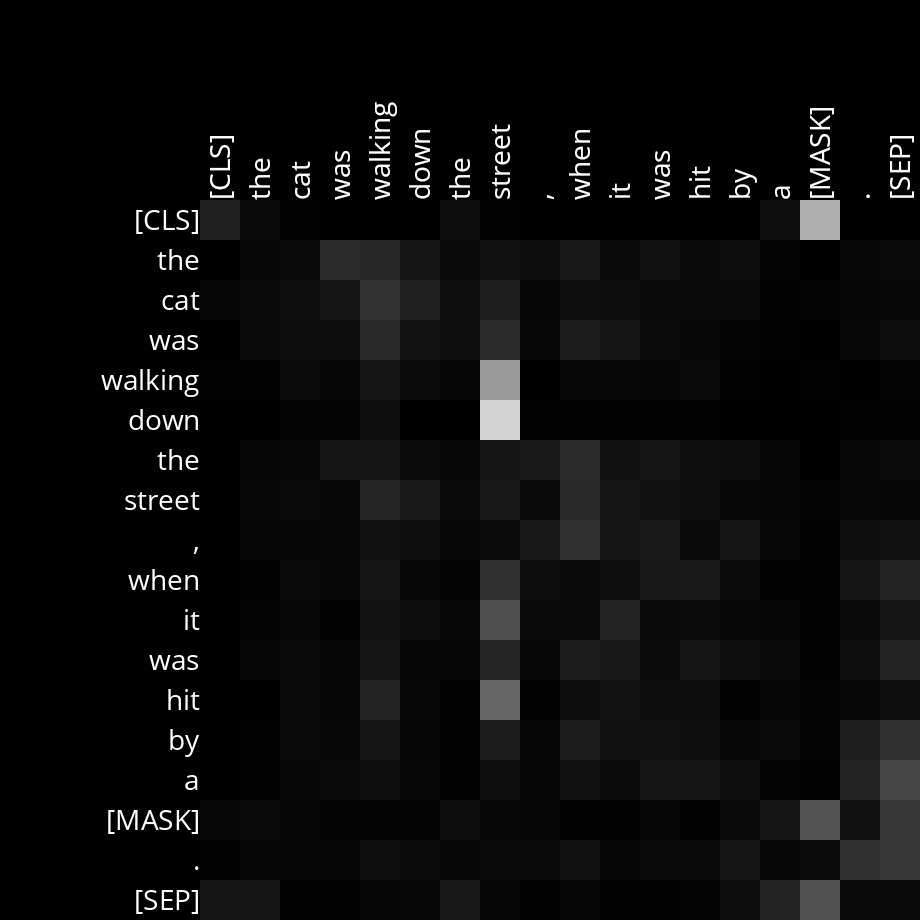 [CLS] the cat was walking down the street , when it was hit by a [MASK] . [SEP]
[CLS]
the
cat
was
walking
down
the
street
,
when
it
was
hit
by
a
[MASK]
.
[SEP]